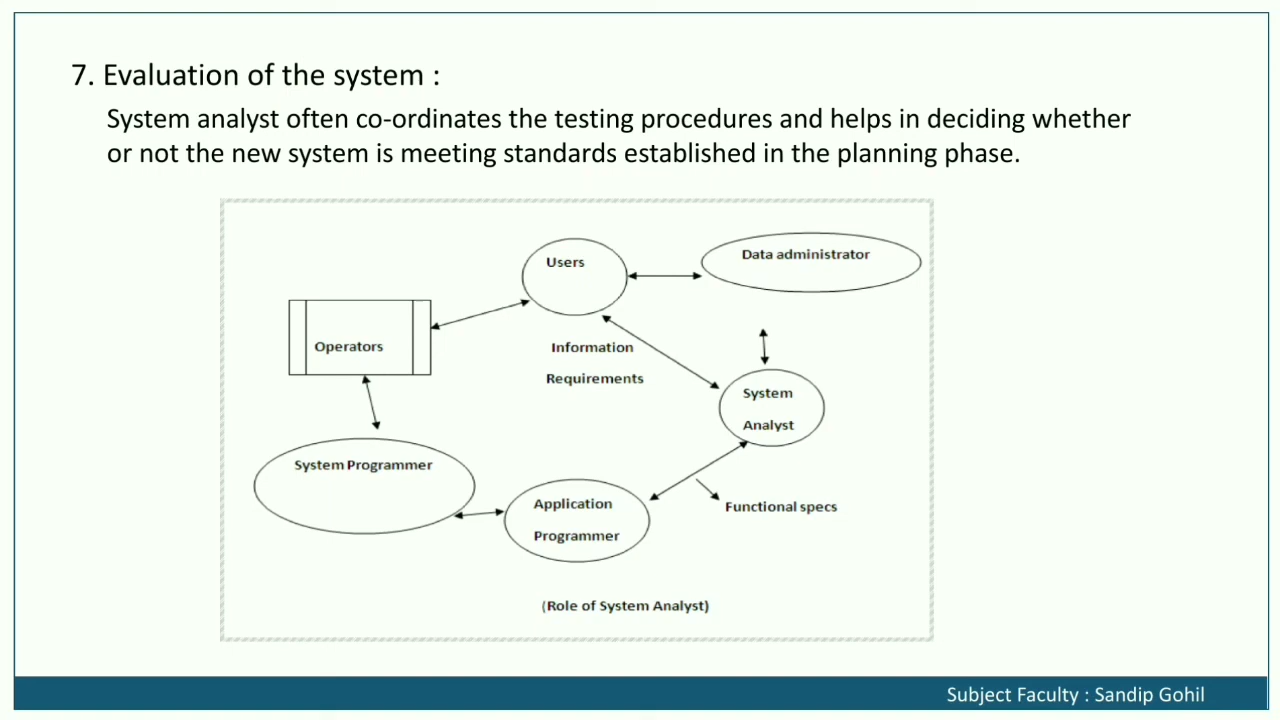 7. Evaluation of the system :
System analyst often co-ordinates the testing procedures and helps in deciding whether
or not the new system is meeting standards established in the planning phase.
Users
Data administrator
Operators
Information
Requirements
System
Analyst
System Programmer
Application
Programmer
Functional specs
(Role of System Analyst)
Subject Faculty : Sandip Gohil